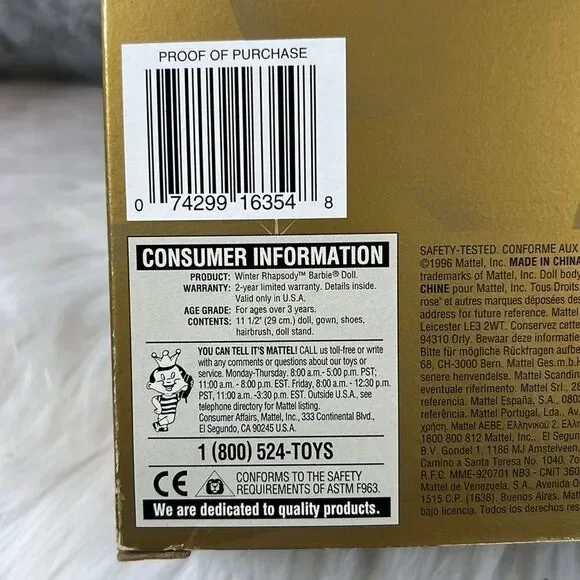 PROOF OF PURCHASE
0 74299 16354 8
CONSUMER INFORMATION
PRODUCT: Winter Rhapsody™ Barbie® Doll.
WARRANTY: 2-year limited warranty. Details inside.
Valid only in U.S.A.
AGE GRADE: For ages over 3 years.
CONTENTS: 11 1/2" (29 cm.) doll, gown, shoes,
hairbrush, doll stand.
YOU CAN TELL IT'S MATTEL! CALL us toll-free or write
with any comments or questions about our toys or
service. Monday-Thursday, 8:00 a.m.- 5:00 p.m. PST;
11:00 a.m. - 8:00 p.m. EST. Friday, 8:00 a.m. - 12:30 p.m.
PST, 11:00 a.m. -3:30 p.m. EST. Outside U.S.A., see
telephone directory for Mattel listing.
Consumer Affairs, Mattel, Inc., 333 Continental Blvd.,
El Segundo, CA 90245 U.S.A.
1 (800) 524-TOYS
CE CONFORMS TO THE SAFETY
REQUIREMENTS OF ASTM F963.
We are dedicated to quality products.
SAFETY-TESTED. CONFORME AUX
©1996 Mattel, Inc. MADE IN CHINA
trademarks of Mattel, Inc. Doll body
CHINE pour Mattel, Inc. Tous Droits
rose" et autres marques déposées des
address for future reference. Mattel
Leicester LE3 2WT. Conservez cette
94310 Orly. Bewaar deze informatie
Bitte für mögliche Rückfragen aufbe
68, CH-3000 Bern. Mattel Ges.m.b.H
senere henvendelse. Mattel Scandina
eventuale riferimento. Mattel Srl. 28
referencia. Mattel España, S.A., 0803
referência. Mattel Portugal, Lda., Av
χρήση. Mattel AEBE, Ελληνικού 2, Ελλη
1800 800 812 Mattel, Inc., El Segun
B.V. Gondel 1, 1186 MJ Amstelveen,
Camino a Santa Teresa No. 1040, 7o
R.F.C. MME-920701 NB3 - CNIT 360
Mattel de Venezuela, S.A., Avenida
1515 C.P. (1638). Buenos Aires. Mat
bajo licencia. Todos los derechos res